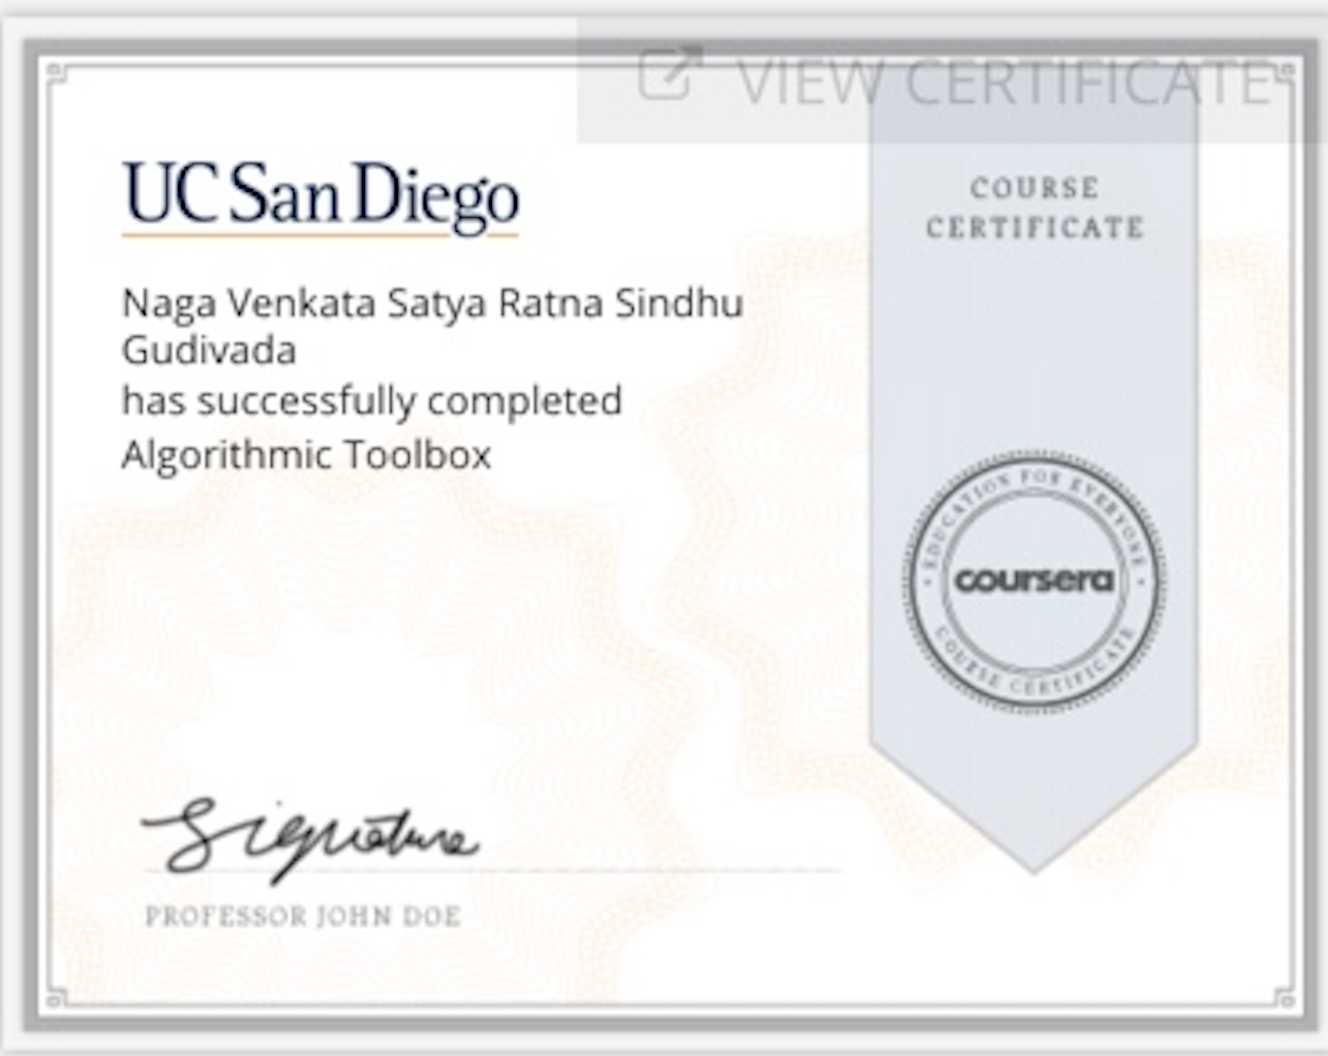 VIEW CERTIFICATE
UC San Diego
COURSE
CERTIFICATE
Naga Venkata Satya Ratna Sindhu
Gudivada
has successfully completed
Algorithmic Toolbox
EDUCATION FOR EVERYONE
coursera
COURSE CERTIFICATE
Signature
PROFESSOR JOHN DOE